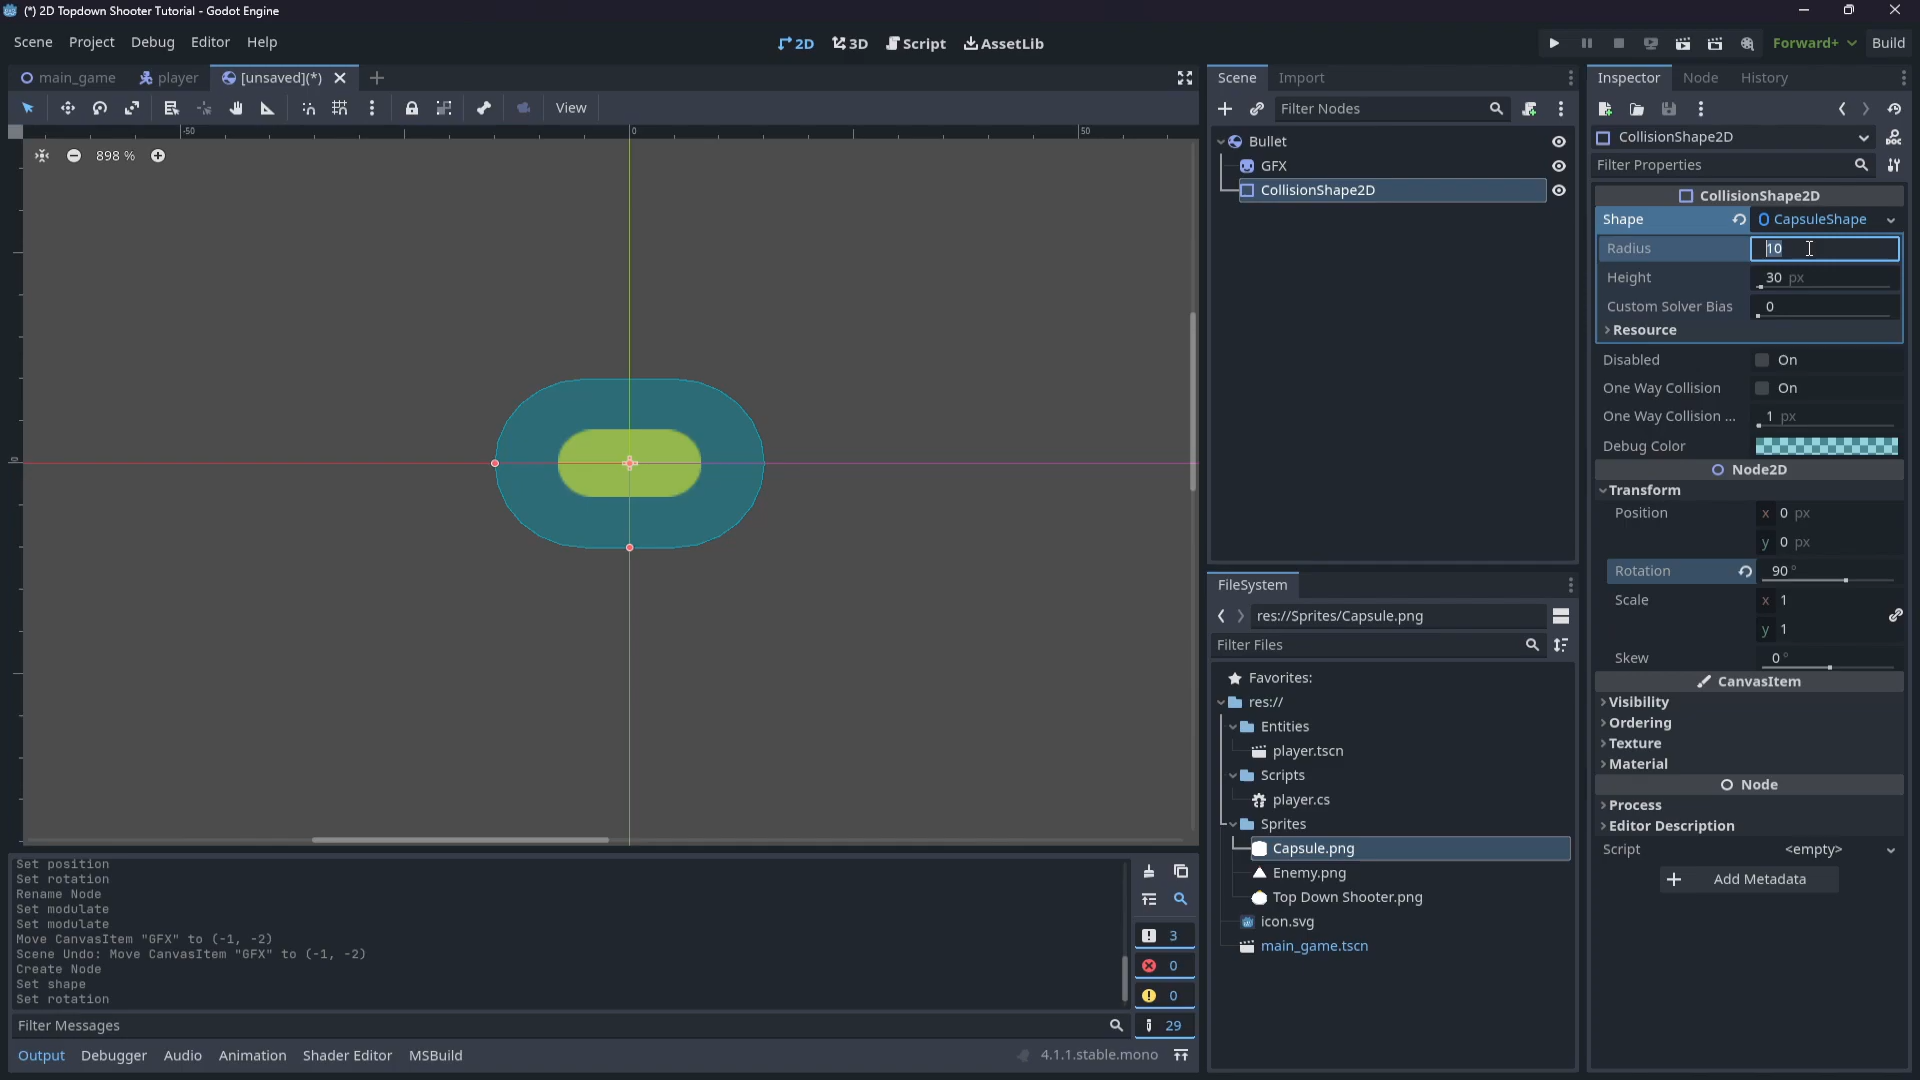 (*) 2D Topdown Shooter Tutorial - Godot Engine
Scene Project Debug Editor Help
2D 3D Script AssetLib
Forward+ Build
main_game player [unsaved](*)
View
-50 0 50
898 %
0
Scene Import
Filter Nodes
Bullet
GFX
CollisionShape2D
FileSystem
res://Sprites/Capsule.png
Filter Files
Favorites:
res://
Entities
player.tscn
Scripts
player.cs
Sprites
Capsule.png
Enemy.png
Top Down Shooter.png
icon.svg
main_game.tscn
Inspector Node History
CollisionShape2D
DOC
Filter Properties
CollisionShape2D
Shape CapsuleShape
Radius 10
Height 30 px
Custom Solver Bias 0
Resource
Disabled On
One Way Collision On
One Way Collision ... 1 px
Debug Color
Node2D
Transform
Position x 0 px
y 0 px
Rotation 90 °
Scale x 1
y 1
Skew 0 °
CanvasItem
Visibility
Ordering
Texture
Material
Node
Process
Editor Description
Script <empty>
Add Metadata
Set position
Set rotation
Rename Node
Set modulate
Set modulate
Move CanvasItem "GFX" to (-1, -2)
Scene Undo: Move CanvasItem "GFX" to (-1, -2)
Create Node
Set shape
Set rotation
3
0
0
29
Filter Messages
Output Debugger Audio Animation Shader Editor MSBuild
4.1.1.stable.mono